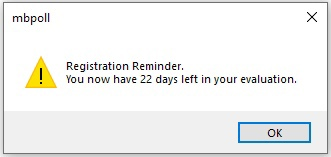 mbpoll
Registration Reminder.
You now have 22 days left in your evaluation.
OK